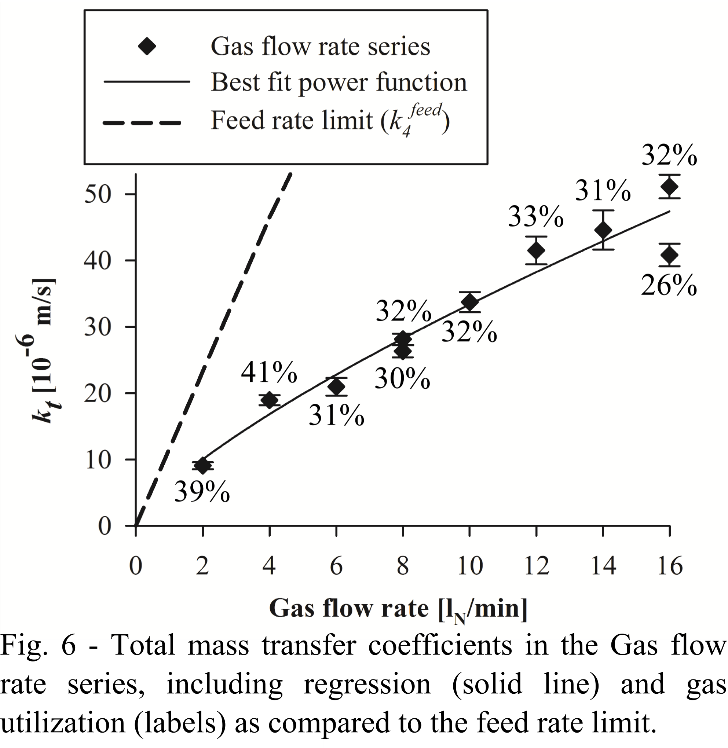 Gas flow rate series
Best fit power function
Feed rate limit (k₄ᶠᵉᵉᵈ)
50
40
30
20
10
0
kₜ [10⁻⁶ m/s]
39%
41%
31%
32%
30%
32%
33%
31%
32%
26%
0 2 4 6 8 10 12 14 16
Gas flow rate [l_N/min]
Fig. 6 - Total mass transfer coefficients in the Gas flow
rate series, including regression (solid line) and gas
utilization (labels) as compared to the feed rate limit.